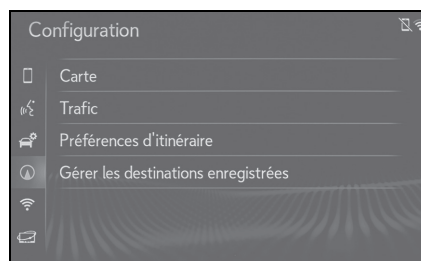 Configuration
Carte
Trafic
Préférences d'itinéraire
Gérer les destinations enregistrées